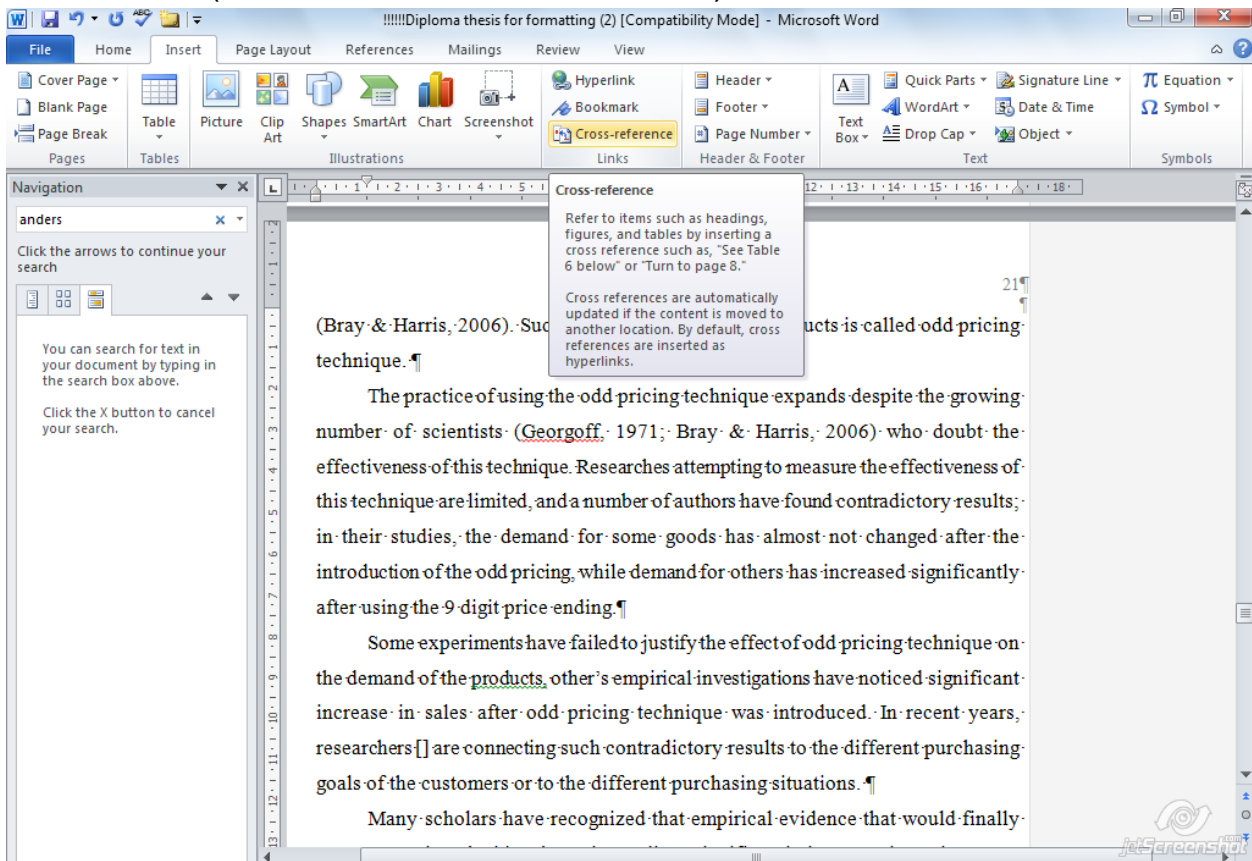 !!!!!!Diploma thesis for formatting (2) [Compatibility Mode] - Microsoft Word
File Home Insert Page Layout References Mailings Review View
Cover Page
Blank Page
Page Break
Pages
Table
Tables
Picture
Clip Art
Shapes
SmartArt
Chart
Screenshot
Illustrations
Hyperlink
Bookmark
Cross-reference
Links
Header
Footer
Page Number
Header & Footer
Text Box
Quick Parts
WordArt
Drop Cap
Signature Line
Date & Time
Object
Text
π Equation
Ω Symbol
Symbols
Navigation
anders
Click the arrows to continue your
search
You can search for text in
your document by typing in
the search box above.
Click the X button to cancel
your search.
Cross-reference
Refer to items such as headings,
figures, and tables by inserting a
cross reference such as, "See Table
6 below" or "Turn to page 8."
Cross references are automatically
updated if the content is moved to
another location. By default, cross
references are inserted as
hyperlinks.
21¶
¶
(Bray & Harris, 2006). ucts is called odd pricing
technique. ¶
The practice of using the odd pricing technique expands despite the growing
number of scientists (Georgoff, 1971; Bray & Harris, 2006) who doubt the
effectiveness of this technique. Researches attempting to measure the effectiveness of
this technique are limited, and a number of authors have found contradictory results;
in their studies, the demand for some goods has almost not changed after the
introduction of the odd pricing, while demand for others has increased significantly
after using the 9 digit price ending.¶
Some experiments have failed to justify the effect of odd pricing technique on
the demand of the products, other's empirical investigations have noticed significant
increase in sales after odd pricing technique was introduced. In recent years,
researchers [] are connecting such contradictory results to the different purchasing
goals of the customers or to the different purchasing situations. ¶
Many scholars have recognized that empirical evidence that would finally
jetScreenshot